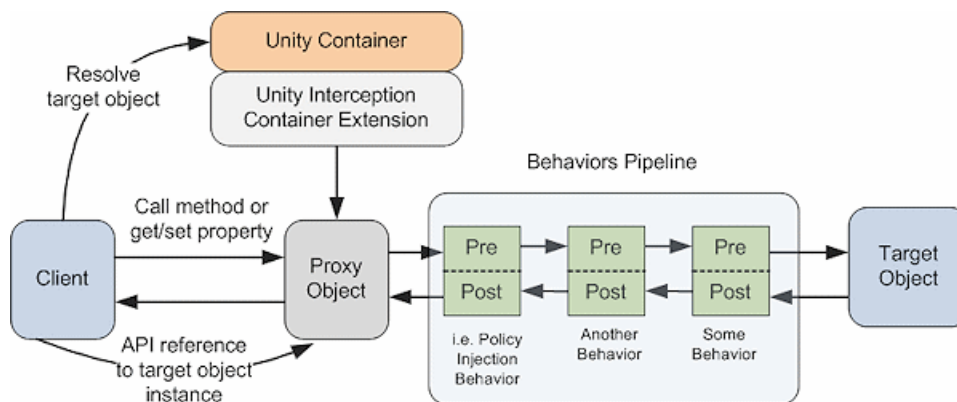 Unity Container
Resolve
target object
Unity Interception
Container Extension
Behaviors Pipeline
Call method or
get/set property
Client
Proxy
Object
Pre
Post
Pre
Post
Pre
Post
Target
Object
API reference
to target object
instance
i.e. Policy
Injection
Behavior
Another
Behavior
Some
Behavior